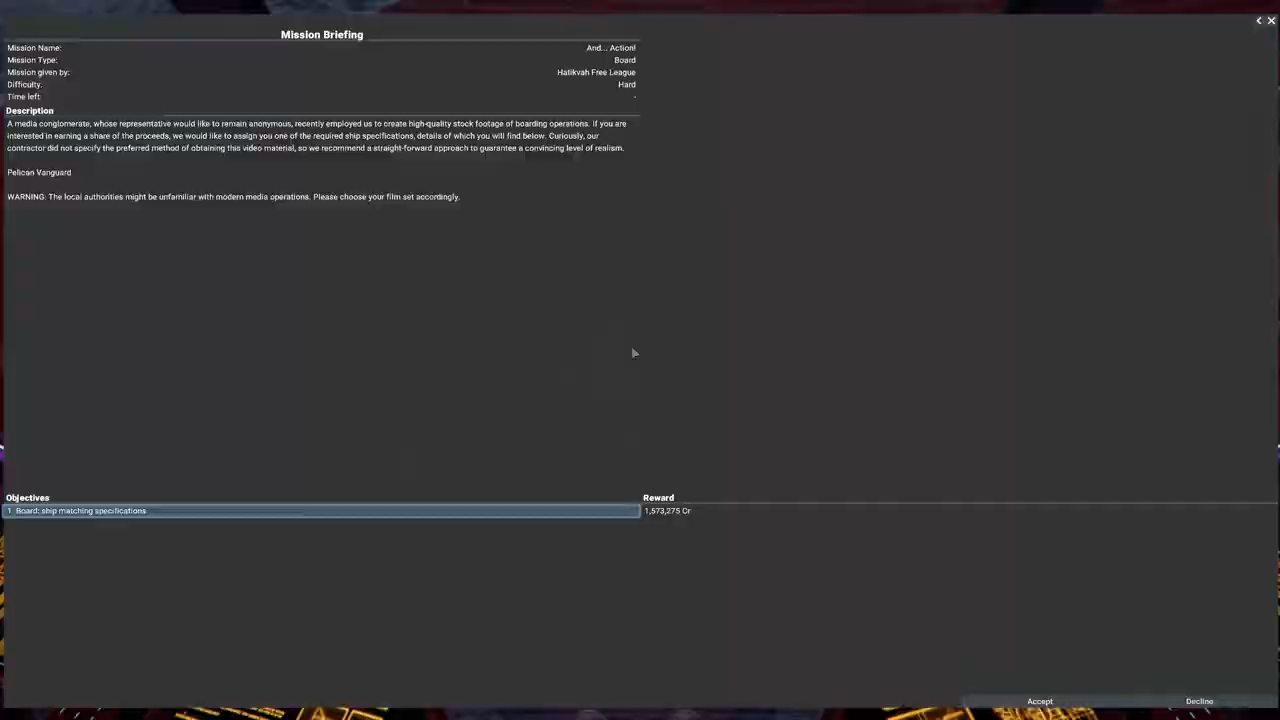 Mission Briefing
Mission Name: And... Action!
Mission Type: Board
Mission given by: Hatikvah Free League
Difficulty: Hard
Time left: -
Description
A media conglomerate, whose representative would like to remain anonymous, recently employed us to create high-quality stock footage of boarding operations. If you are
interested in earning a share of the proceeds, we would like to assign you one of the required ship specifications, details of which you will find below. Curiously, our
contractor did not specify the preferred method of obtaining this video material, so we recommend a straight-forward approach to guarantee a convincing level of realism.
Pelican Vanguard
WARNING: The local authorities might be unfamiliar with modern media operations. Please choose your film set accordingly.
Objectives Reward
1 Board: ship matching specifications 1,573,275 Cr
Accept Decline